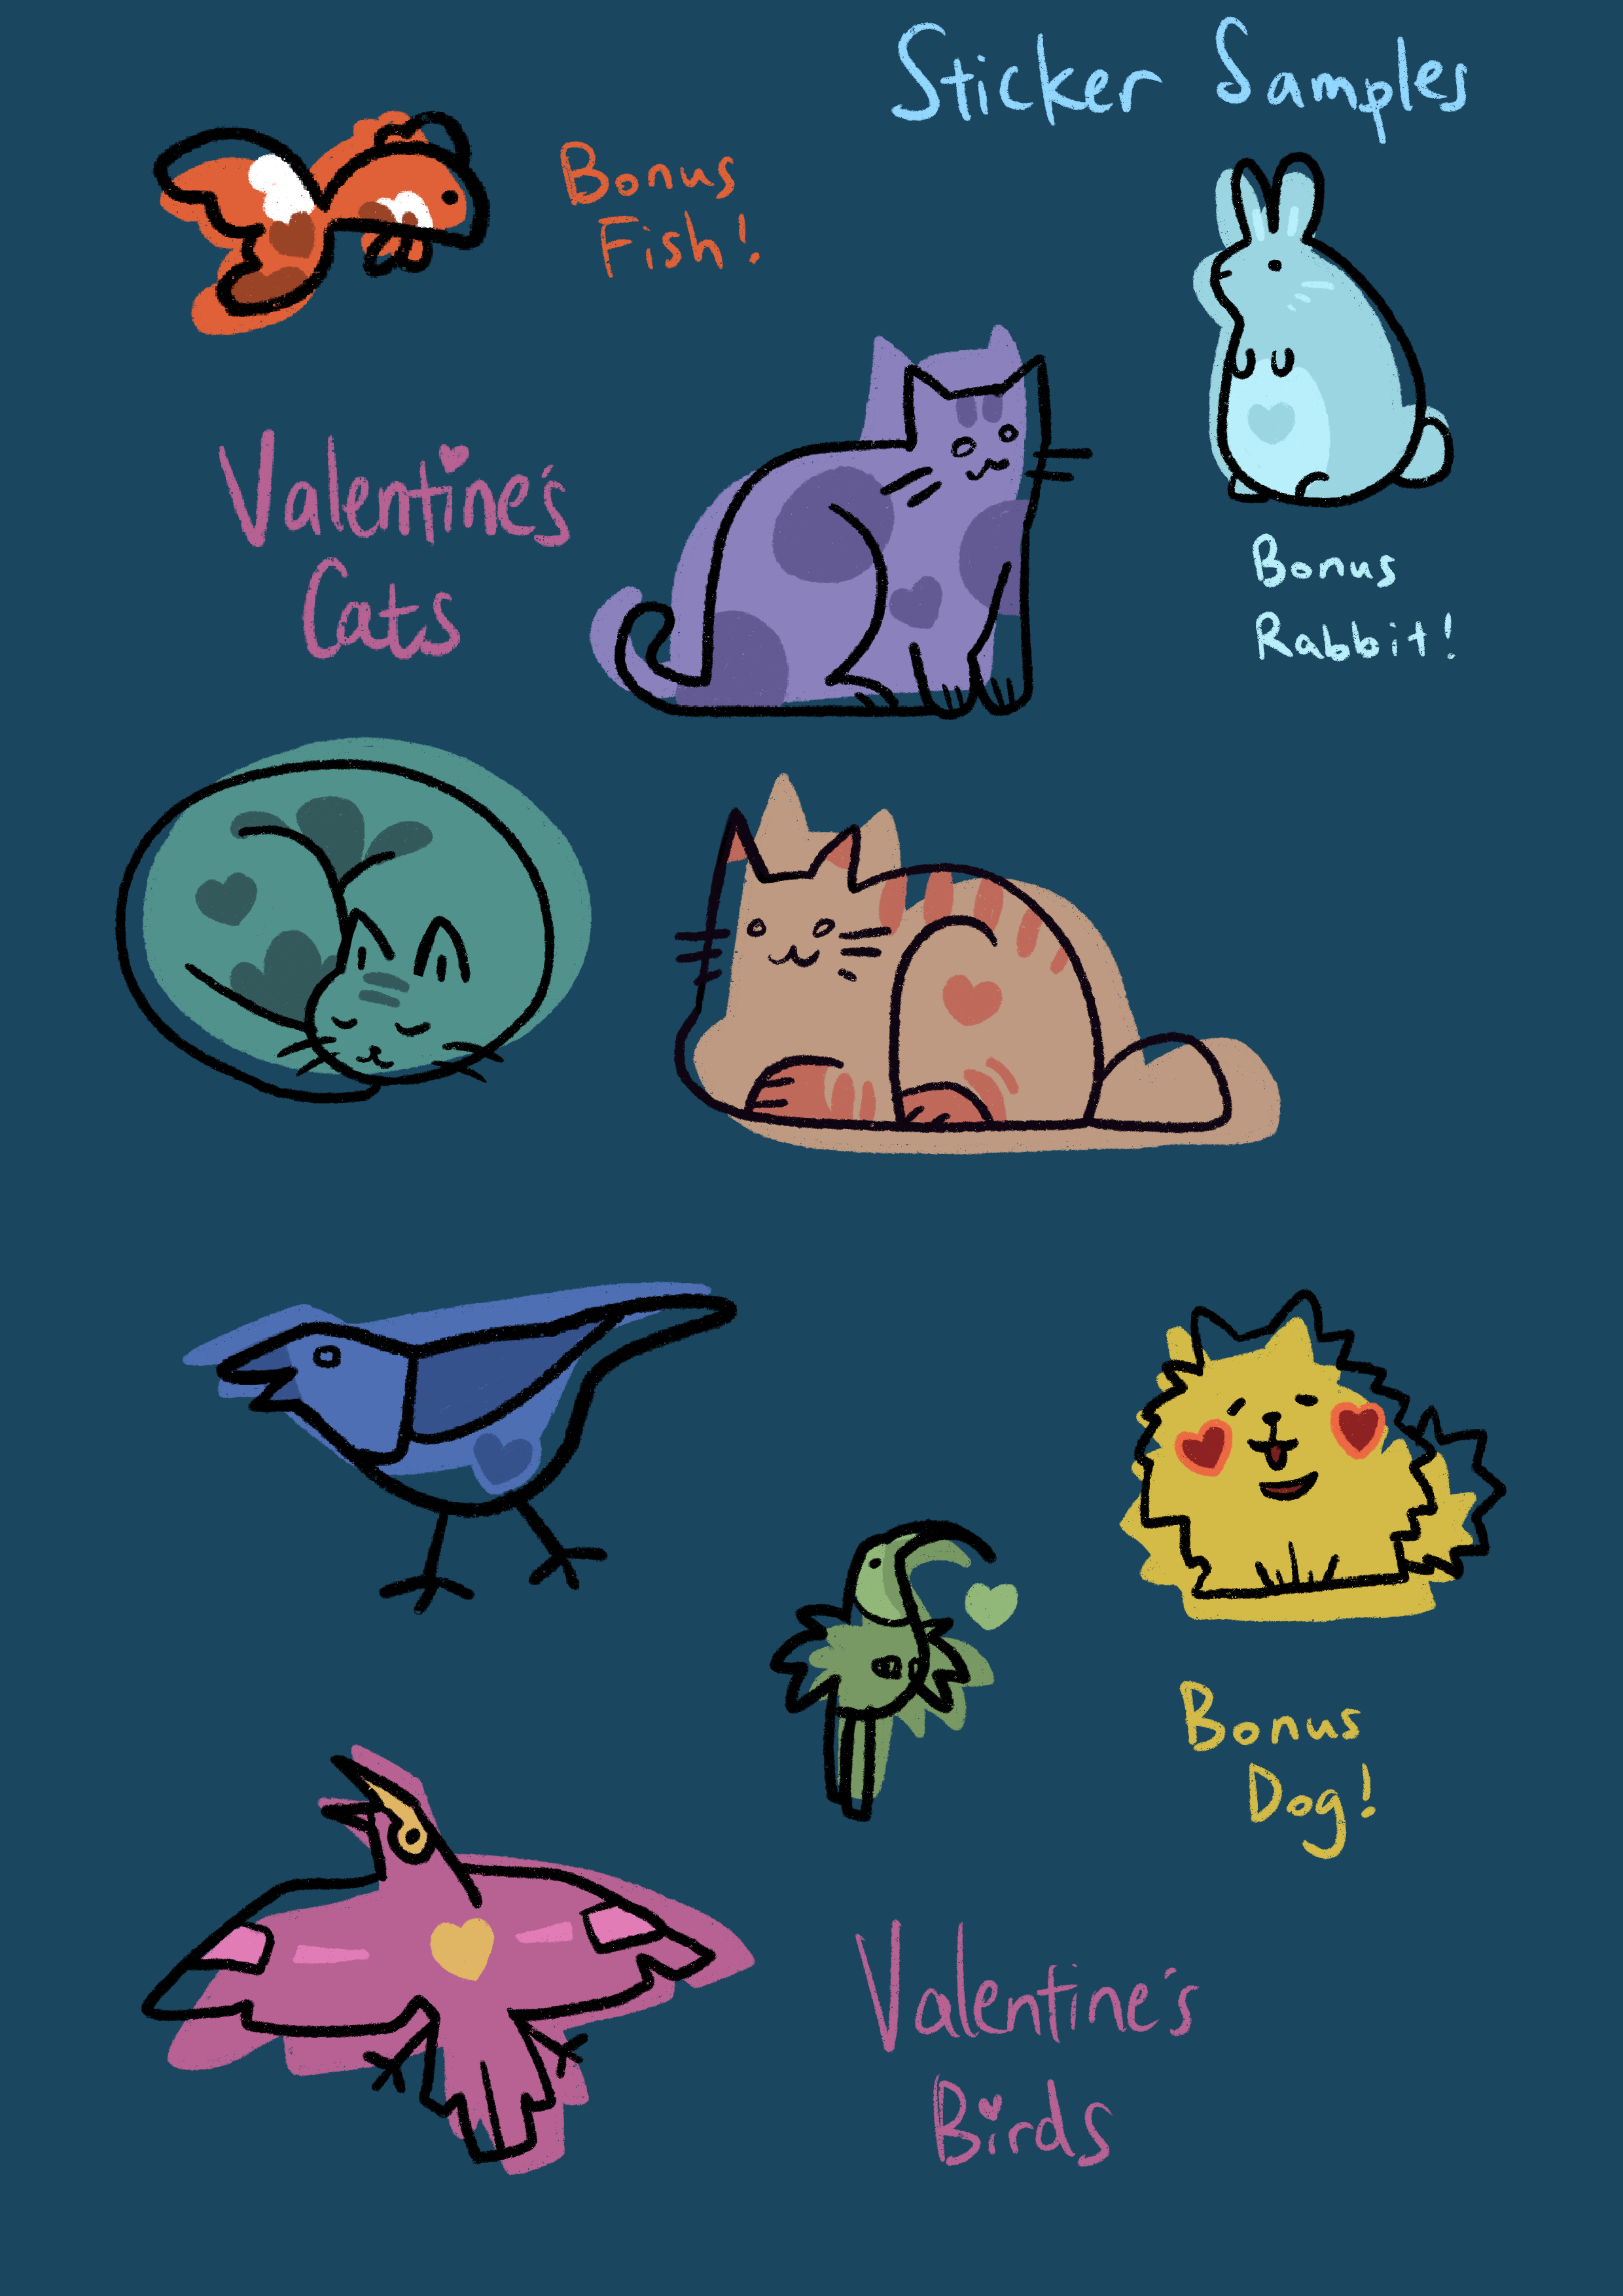 Sticker Samples
Bonus
Fish!
Valentine's
Cats
Bonus
Rabbit!
Bonus
Dog!
Valentine's
Birds